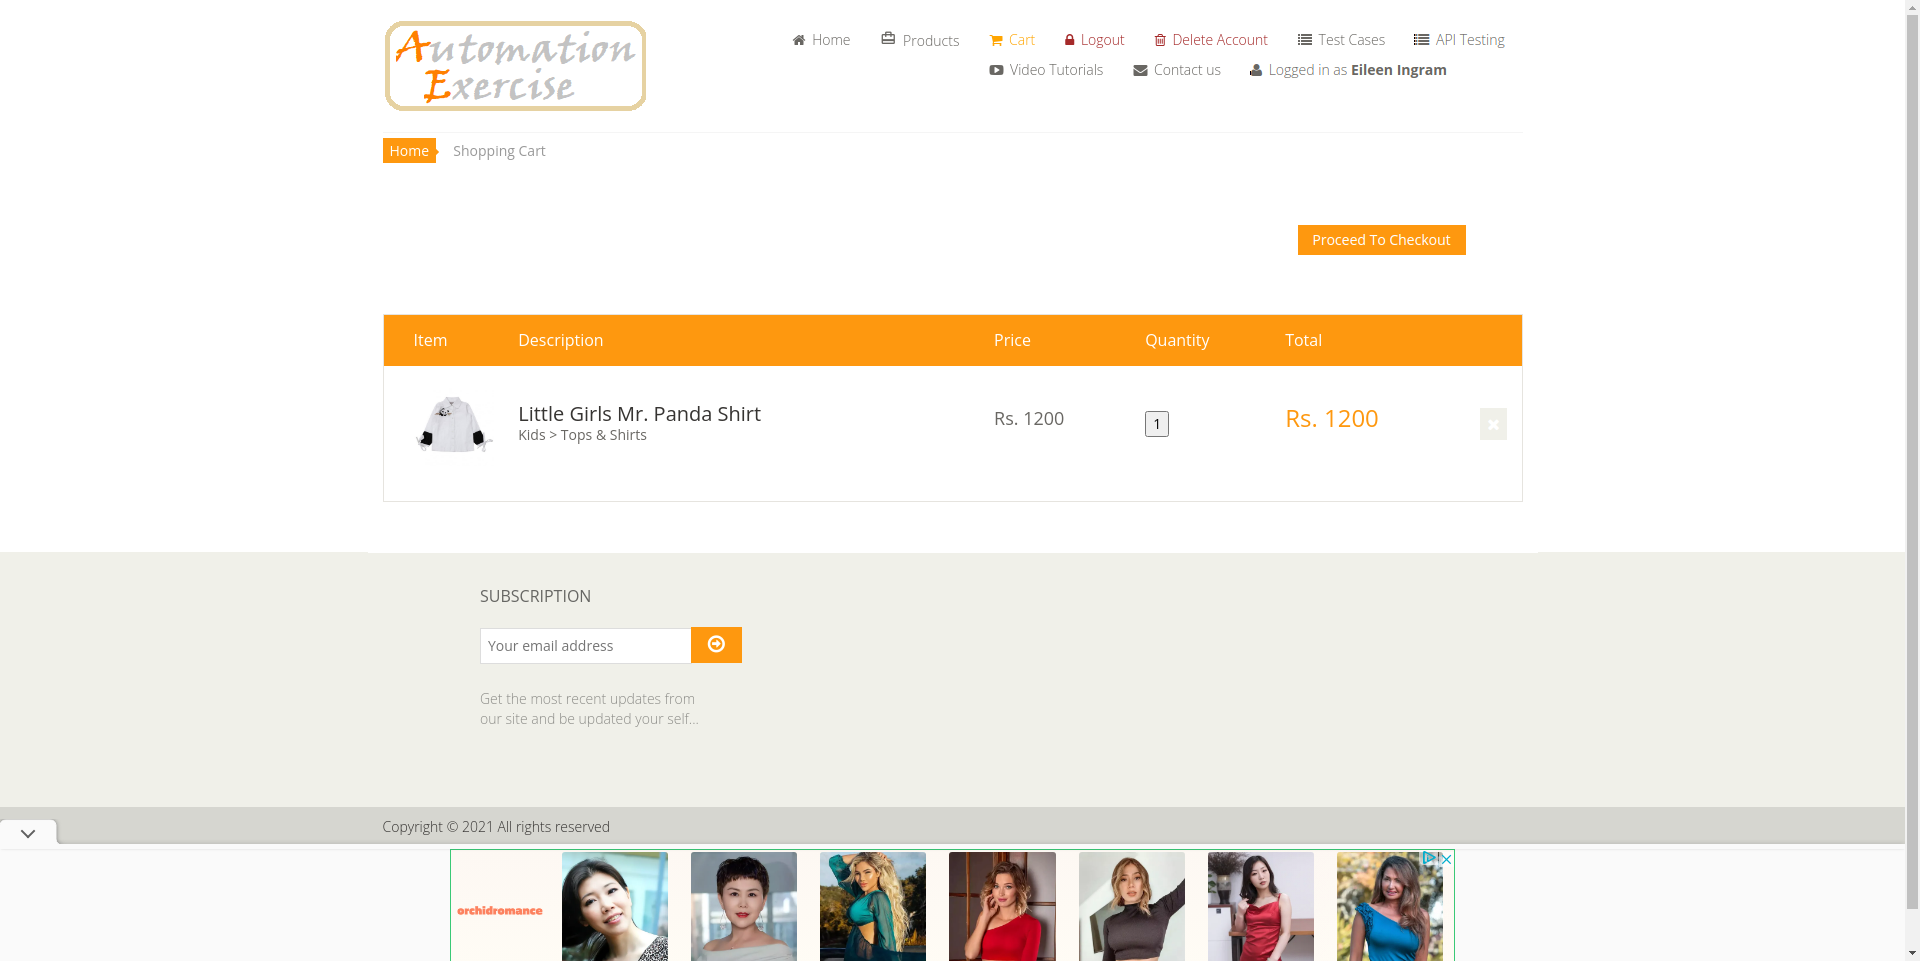 Automation
Exercise
Home
Products
Cart
Logout
Delete Account
Test Cases
API Testing
Video Tutorials
Contact us
Logged in as Eileen Ingram
Home
Shopping Cart
Proceed To Checkout
Item Description Price Quantity Total
Little Girls Mr. Panda Shirt
Kids > Tops & Shirts
Rs. 1200
1
Rs. 1200
SUBSCRIPTION
Your email address
Get the most recent updates from
our site and be updated your self...
Copyright © 2021 All rights reserved
orchidromance